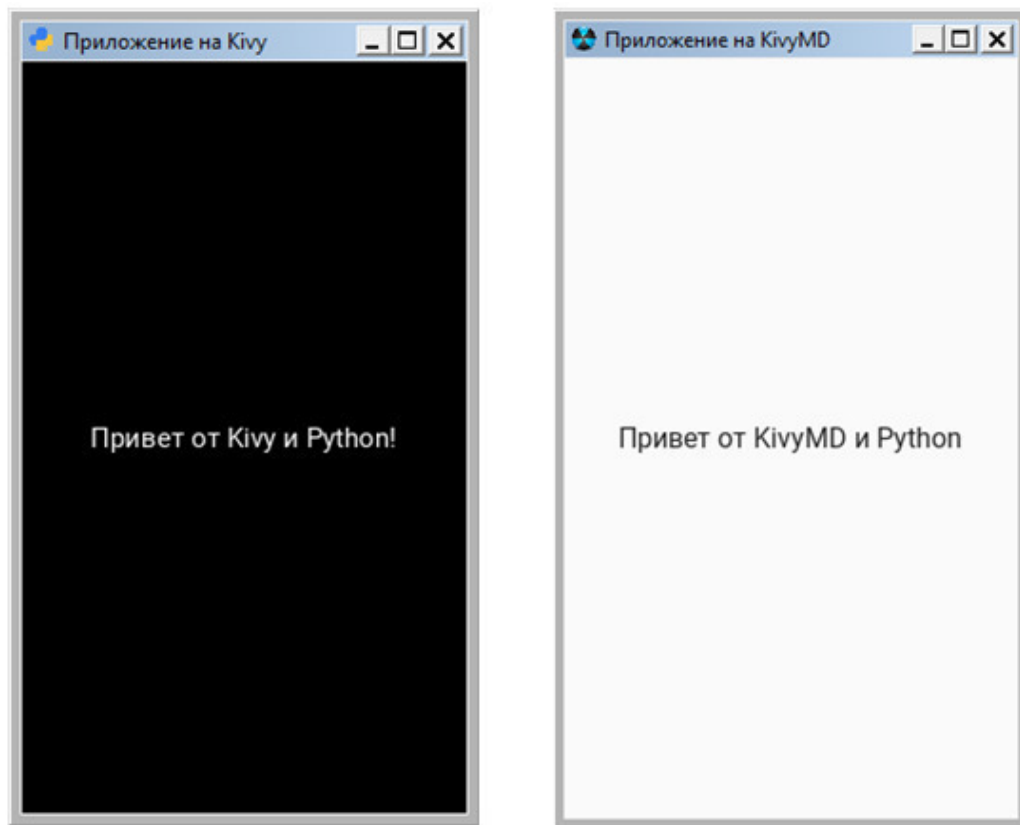 Приложение на Kivy
Привет от Kivy и Python!
Приложение на KivyMD
Привет от KivyMD и Python